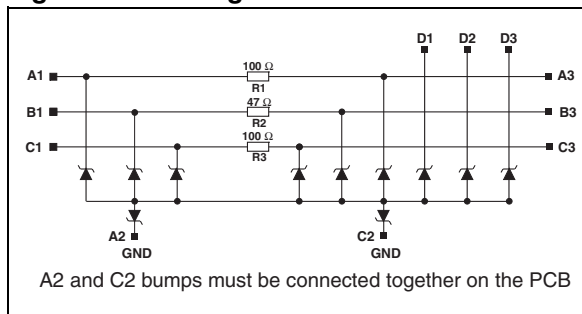 D1 D2 D3
100 Ω
A1 A3
R1
47 Ω
B1 B3
R2
100 Ω
C1 C3
R3
A2 C2
GND GND
A2 and C2 bumps must be connected together on the PCB